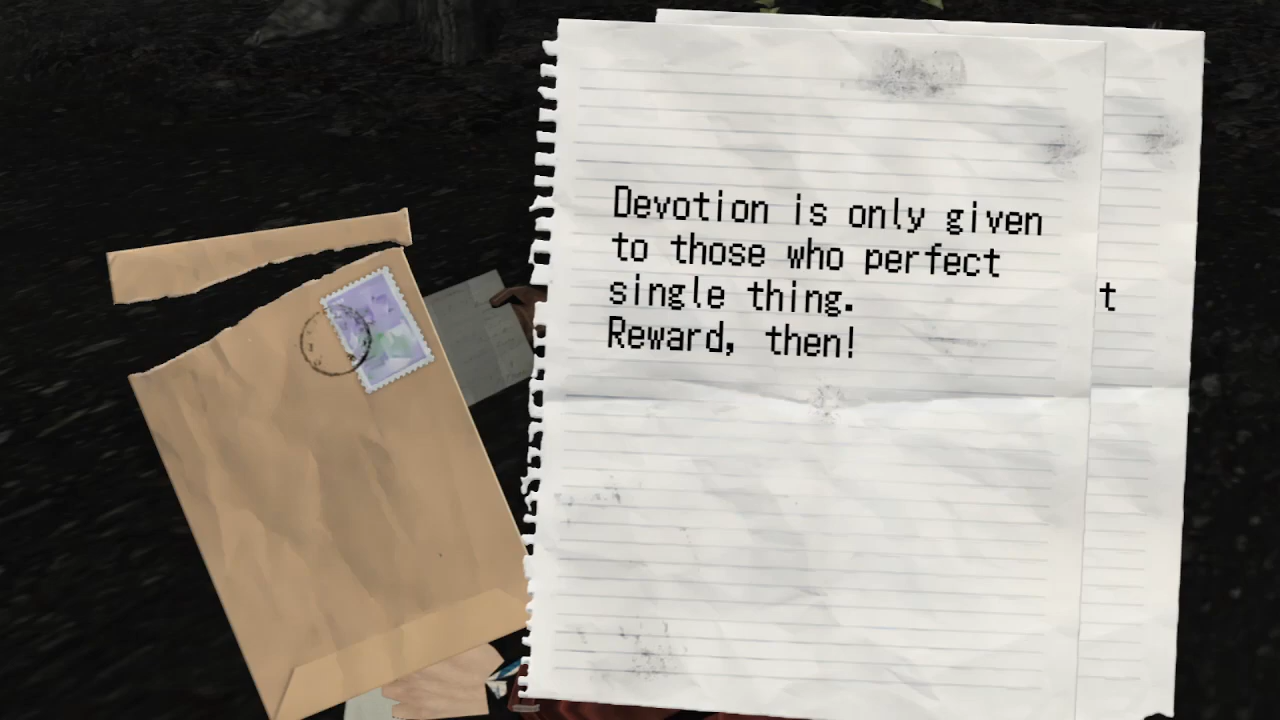 Devotion is only given
to those who perfect
single thing.
Reward, then!
t